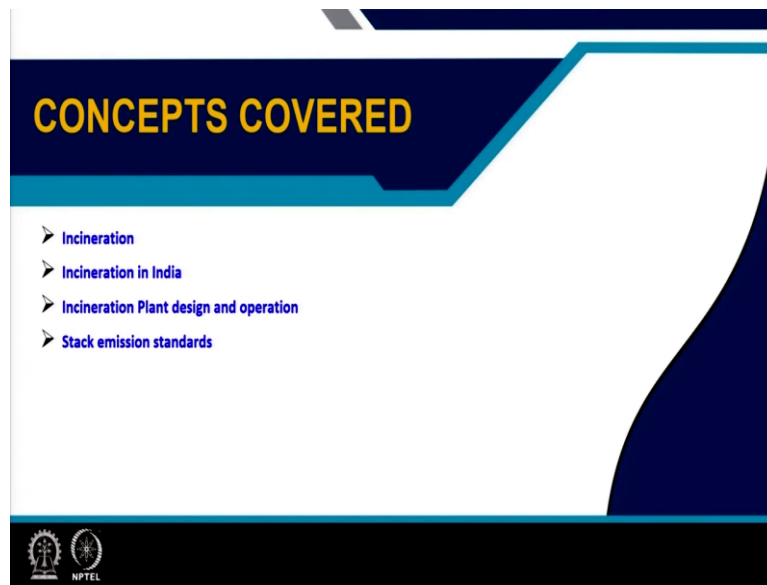 CONCEPTS COVERED
Incineration
Incineration in India
Incineration Plant design and operation
Stack emission standards
NPTEL